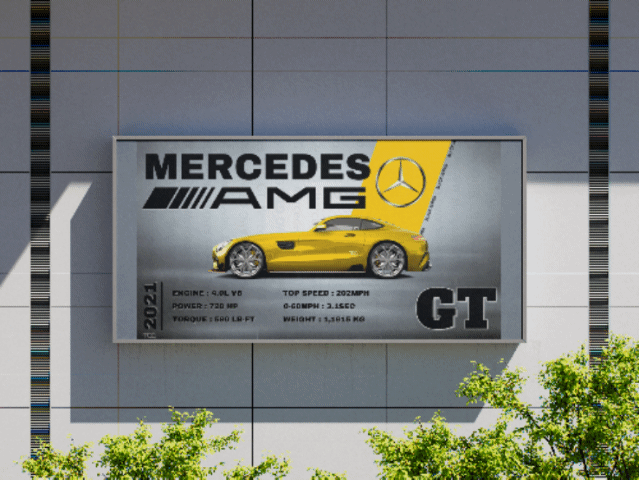 MERCEDES
AMG
2021
ENGINE : 4.0L V8
POWER : 720 HP
TORQUE : 590 LB-FT
TOP SPEED : 202MPH
0-60MPH : 3.1SEC
WEIGHT : 1,1615 KG
GT